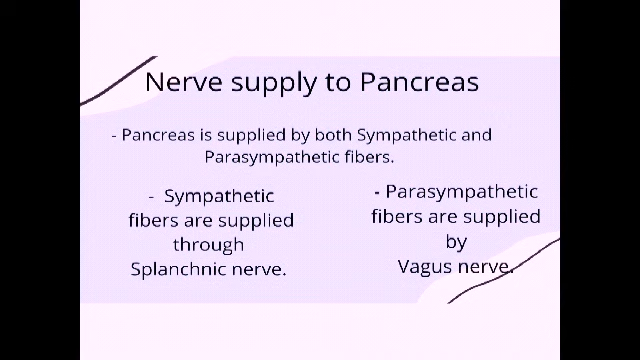 Nerve supply to Pancreas
- Pancreas is supplied by both Sympathetic and
Parasympathetic fibers.
- Sympathetic
fibers are supplied
through
Splanchnic nerve.
- Parasympathetic
fibers are supplied
by
Vagus nerve.